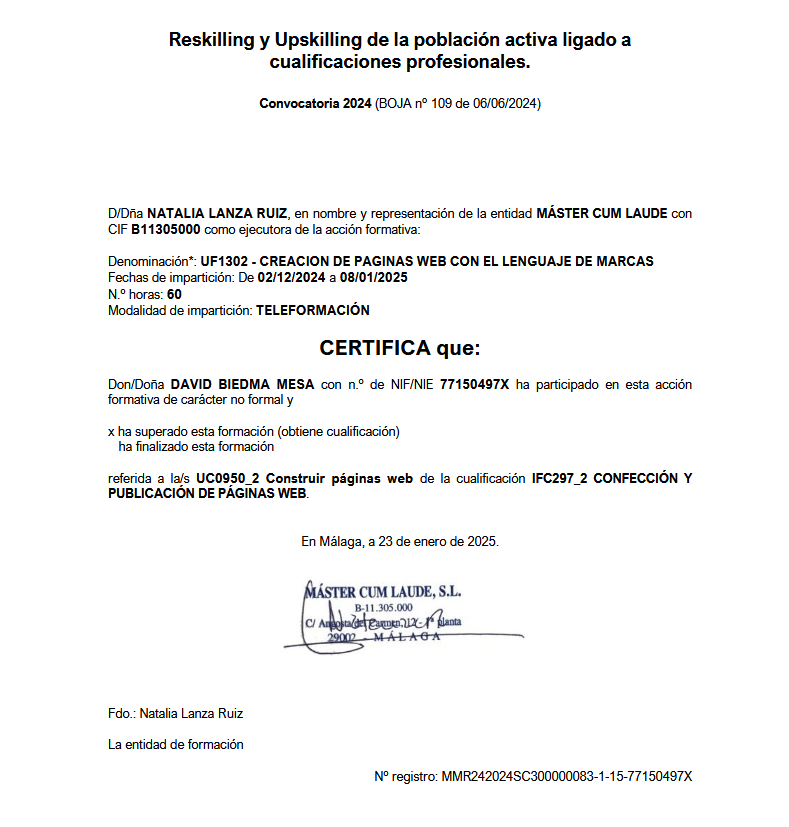 Reskilling y Upskilling de la población activa ligado a
cualificaciones profesionales.
Convocatoria 2024 (BOJA nº 109 de 06/06/2024)
D/Dña NATALIA LANZA RUIZ, en nombre y representación de la entidad MÁSTER CUM LAUDE con
CIF B11305000 como ejecutora de la acción formativa:
Denominación*: UF1302 - CREACION DE PAGINAS WEB CON EL LENGUAJE DE MARCAS
Fechas de impartición: De 02/12/2024 a 08/01/2025
N.º horas: 60
Modalidad de impartición: TELEFORMACIÓN
CERTIFICA que:
Don/Doña DAVID BIEDMA MESA con n.º de NIF/NIE 77150497X ha participado en esta acción
formativa de carácter no formal y
x ha superado esta formación (obtiene cualificación)
ha finalizado esta formación
referida a la/s UC0950_2 Construir páginas web de la cualificación IFC297_2 CONFECCIÓN Y
PUBLICACIÓN DE PÁGINAS WEB.
En Málaga, a 23 de enero de 2025.
MÁSTER CUM LAUDE, S.L.
B-11.305.000
C/ Angosta del Carmen, planta
29002 - MÁLAGA
Fdo.: Natalia Lanza Ruiz
La entidad de formación
Nº registro: MMR242024SC300000083-1-15-77150497X